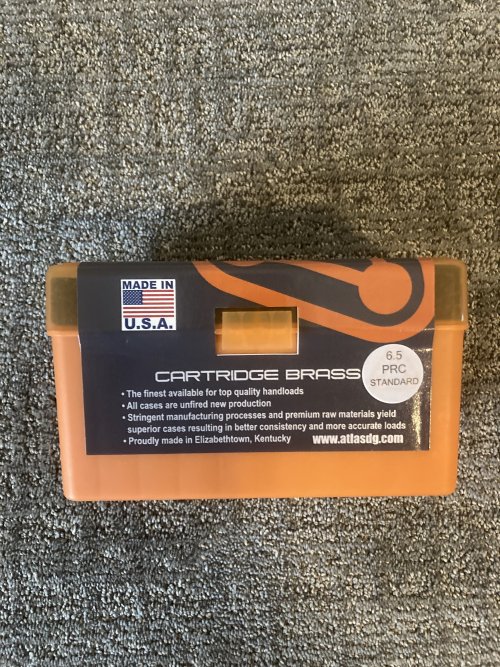 MADE IN
U.S.A.
CARTRIDGE BRASS
6.5
PRC
STANDARD
• The finest available for top quality handloads
• All cases are unfired new production
• Stringent manufacturing processes and premium raw materials yield
superior cases resulting in better consistency and more accurate loads
• Proudly made in Elizabethtown, Kentucky
www.atlasdg.com